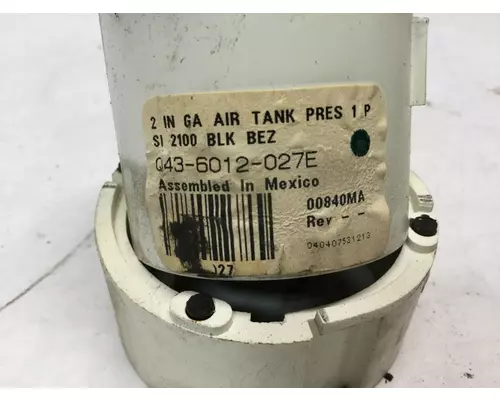 2 IN GA AIR TANK PRES 1 P
SI 2100 BLK BEZ
Q43-6012-027E
Assembled In Mexico
00840MA
Rev - -
040407531213
027